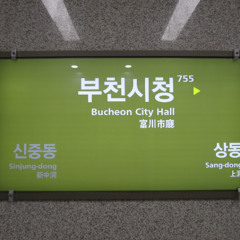 부천시청 755
Bucheon City Hall
富川市廳
신중동
Sinjung-dong
新中洞
상동
Sang-dong
上洞